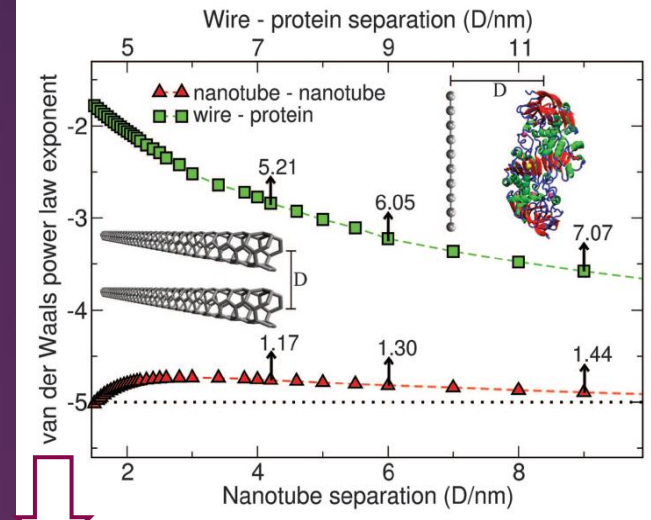 Wire - protein separation (D/nm)
5 7 9 11
nanotube - nanotube
wire - protein
D
5.21
6.05
7.07
D
1.17
1.30
1.44
-2
-3
-4
-5
van der Waals power law exponent
2 4 6 8
Nanotube separation (D/nm)